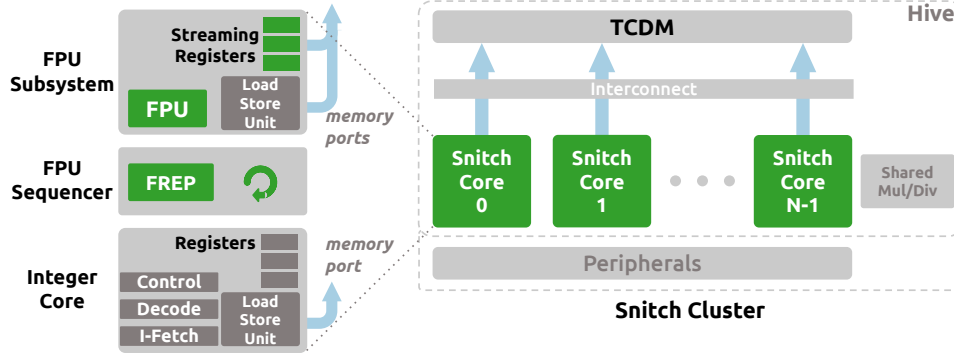 FPU
Subsystem
Streaming
Registers
FPU
Load
Store
Unit
memory
ports
FPU
Sequencer
FREP
Integer
Core
Registers
Control
Decode
I-Fetch
Load
Store
Unit
memory
port
Hive
TCDM
Interconnect
Snitch
Core
0
Snitch
Core
1
Snitch
Core
N-1
Shared
Mul/Div
Peripherals
Snitch Cluster